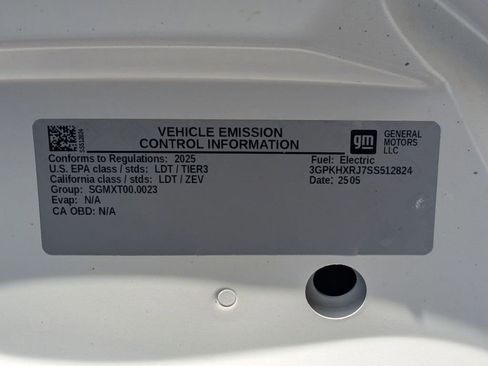 VEHICLE EMISSION
CONTROL INFORMATION
gm GENERAL
MOTORS
LLC
SS512824
Conforms to Regulations: 2025
U.S. EPA class / stds: LDT / TIER3
California class / stds: LDT / ZEV
Group: SGMXT00.0023
Evap: N/A
CA OBD: N/A
Fuel: Electric
3GPKHXRJ7SS512824
Date: 2505